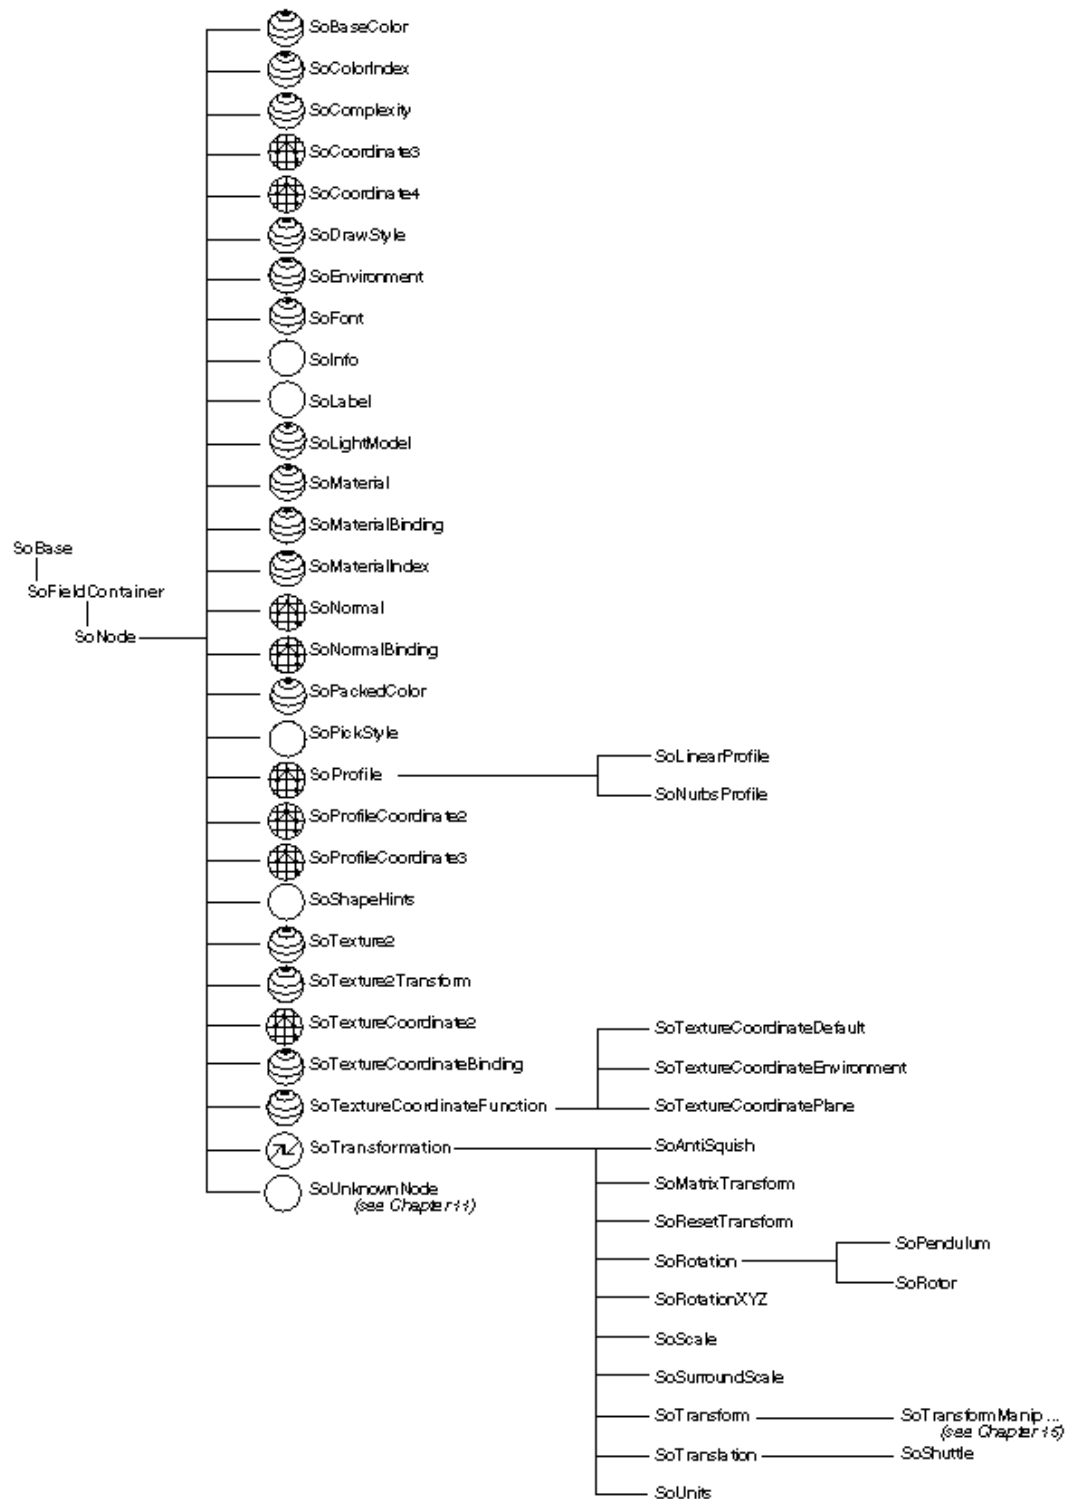 SoBaseColor
SoColorIndex
SoComplexity
SoCoordinate3
SoCoordinate4
SoDrawStyle
SoEnvironment
SoFont
SoInfo
SoLabel
SoLightModel
SoMaterial
SoMaterialBinding
SoBase
SoMaterialIndex
SoFieldContainer
SoNormal
SoNode
SoNormalBinding
SoPackedColor
SoPickStyle
SoLinearProfile
SoProfile
SoNurbsProfile
SoProfileCoordinate2
SoProfileCoordinate3
SoShapeHints
SoTexture2
SoTexture2Transform
SoTextureCoordinate2
SoTextureCoordinateDefault
SoTextureCoordinateBinding
SoTextureCoordinateEnvironment
SoTextureCoordinateFunction
SoTextureCoordinatePlane
SoTransformation
SoAntiSquish
SoUnknownNode
(see Chapter 11)
SoMatrixTransform
SoResetTransform
SoRotation
SoPendulum
SoRotor
SoRotationXYZ
SoScale
SoSurroundScale
SoTransform
SoTransformManip ...
(see Chapter 15)
SoTranslation
SoShuttle
SoUnits